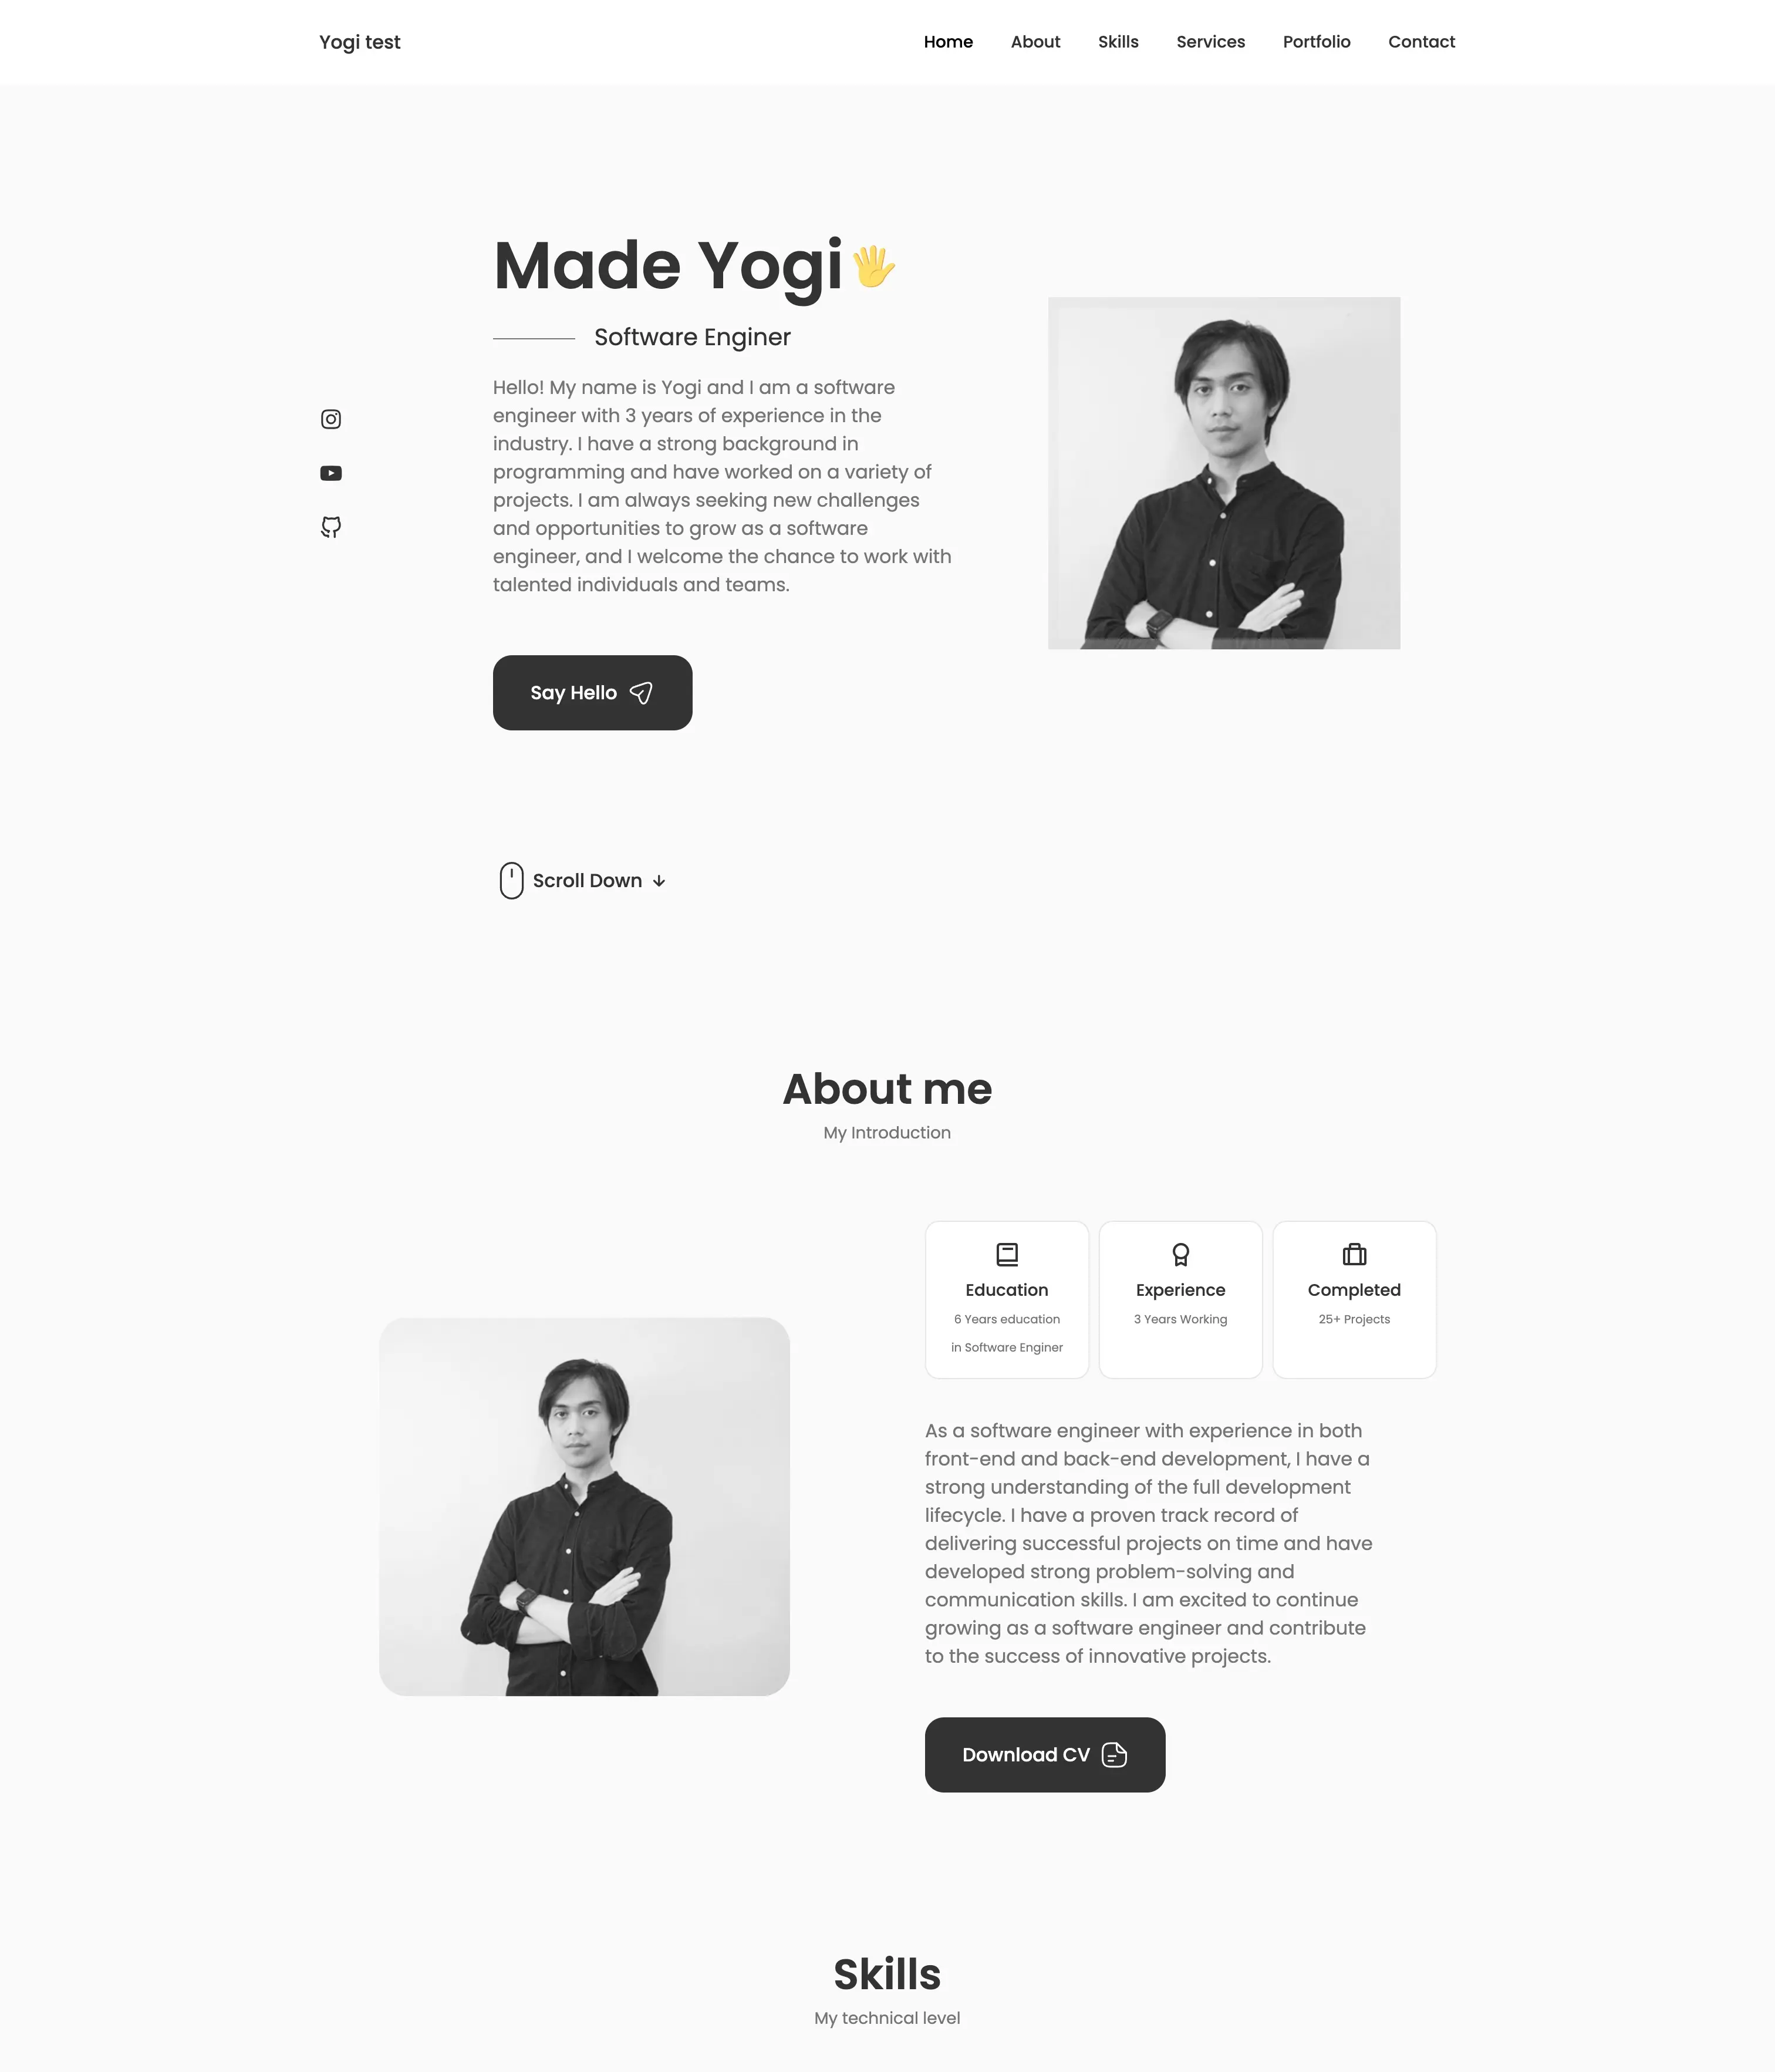 Yogi test
Home About Skills Services Portfolio Contact
Made Yogi
Software Enginer
Hello! My name is Yogi and I am a software
engineer with 3 years of experience in the
industry. I have a strong background in
programming and have worked on a variety of
projects. I am always seeking new challenges
and opportunities to grow as a software
engineer, and I welcome the chance to work with
talented individuals and teams.
Say Hello
Scroll Down
About me
My Introduction
Education
6 Years education
in Software Enginer
Experience
3 Years Working
Completed
25+ Projects
As a software engineer with experience in both
front-end and back-end development, I have a
strong understanding of the full development
lifecycle. I have a proven track record of
delivering successful projects on time and have
developed strong problem-solving and
communication skills. I am excited to continue
growing as a software engineer and contribute
to the success of innovative projects.
Download CV
Skills
My technical level